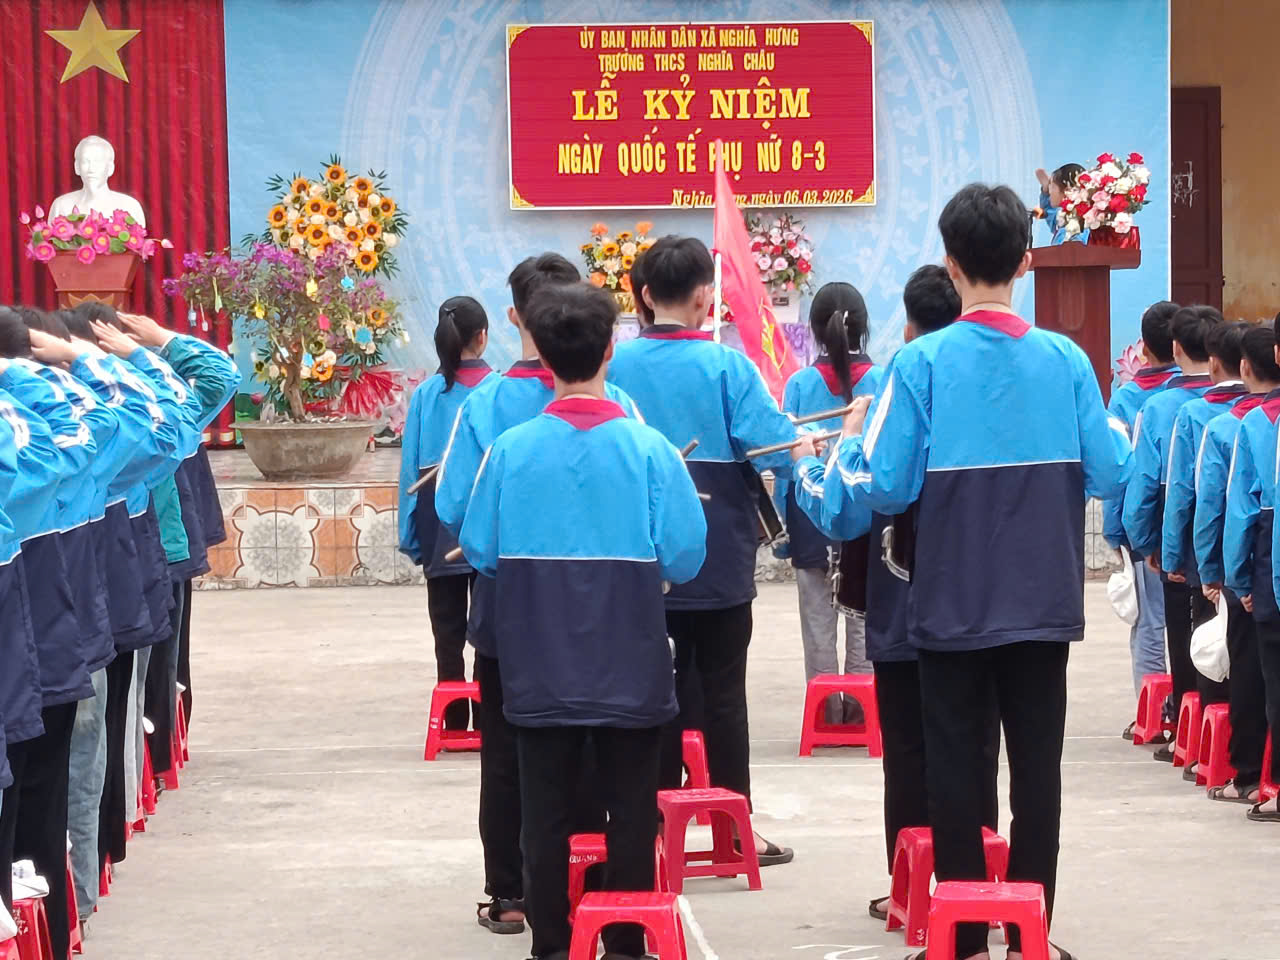 ỦY BAN NHÂN DÂN XÃ NGHĨA HƯNG
TRƯỜNG THCS NGHĨA CHÂU
LỄ KỶ NIỆM
NGÀY QUỐC TẾ PHỤ NỮ 8-3
Nghĩa ngày 06.03.2026